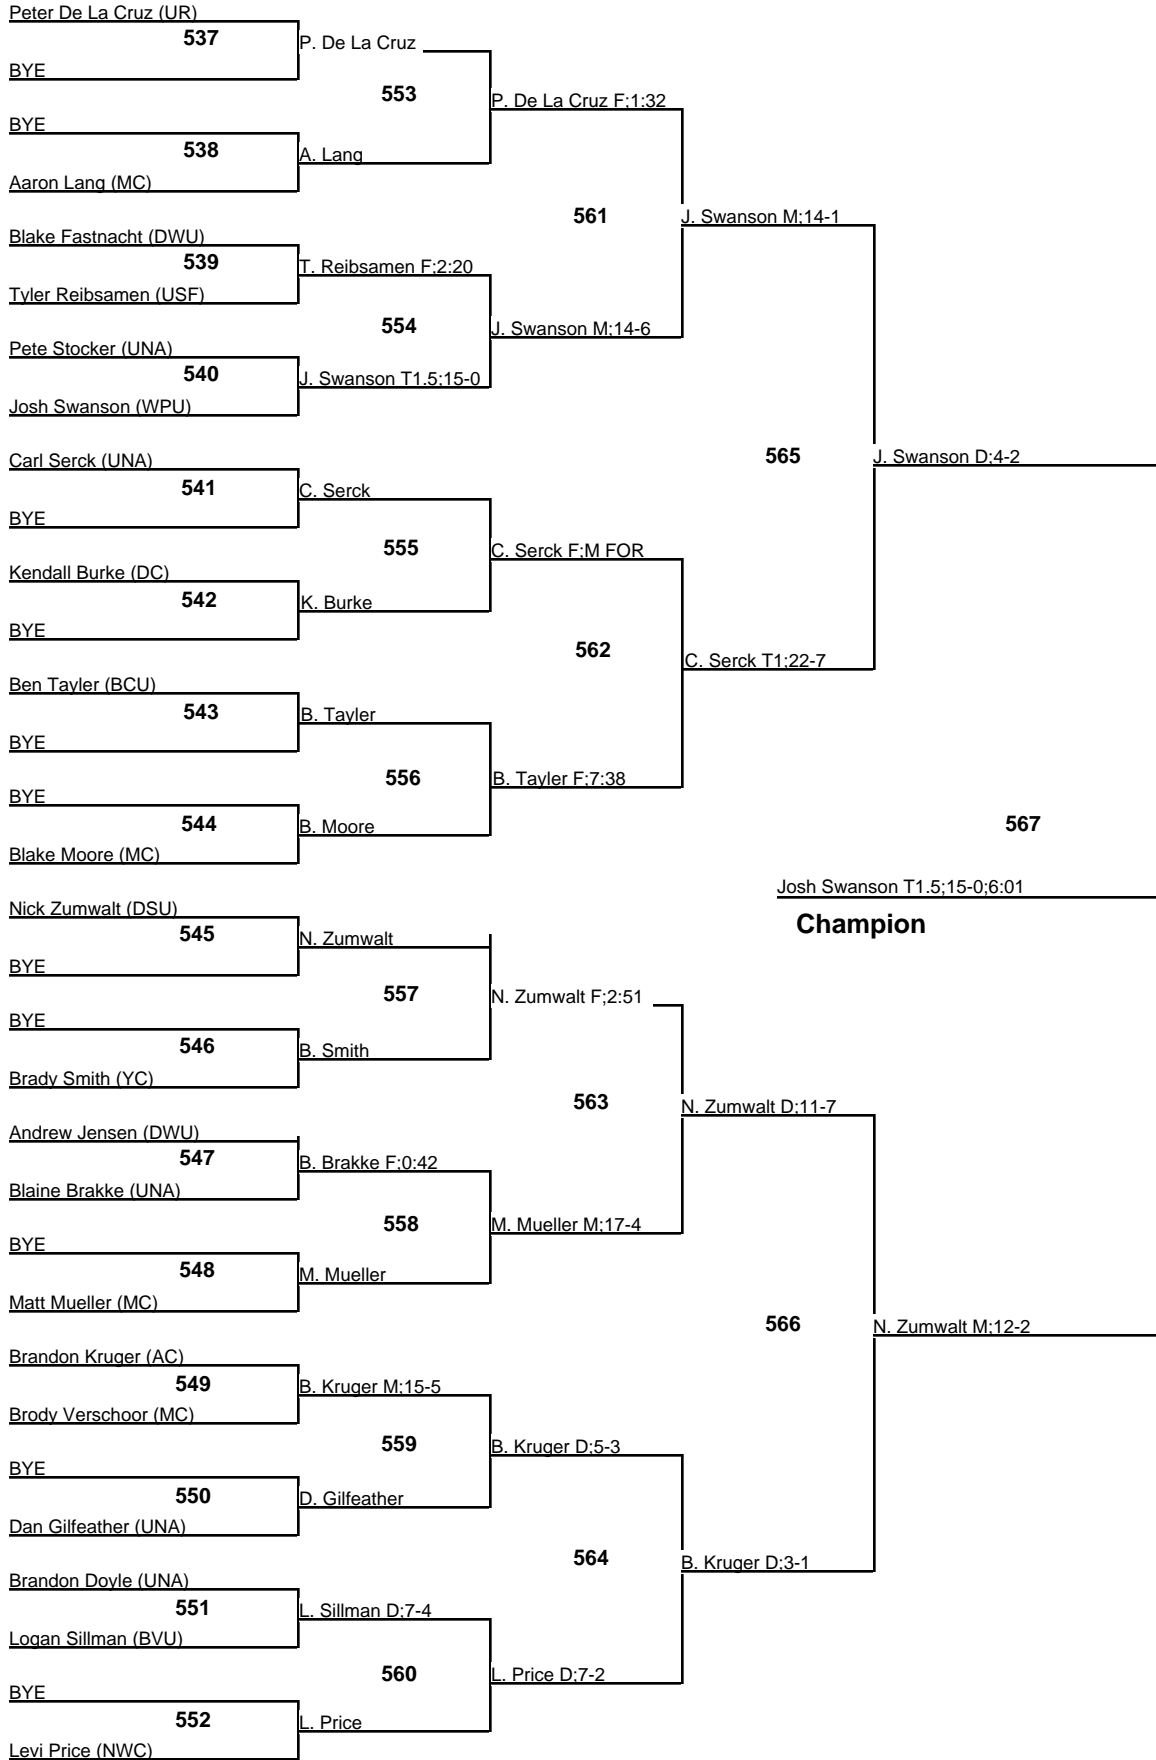 Peter De La Cruz (UR)
537
P. De La Cruz
BYE
553
P. De La Cruz F;1:32
BYE
538
A. Lang
Aaron Lang (MC)
561
J. Swanson M;14-1
Blake Fastnacht (DWU)
539
T. Reibsamen F;2:20
Tyler Reibsamen (USF)
554
J. Swanson M;14-6
Pete Stocker (UNA)
540
J. Swanson T1.5;15-0
Josh Swanson (WPU)
565
J. Swanson D;4-2
Carl Serck (UNA)
541
C. Serck
BYE
555
C. Serck F;M FOR
Kendall Burke (DC)
542
K. Burke
BYE
562
C. Serck T1;22-7
Ben Tayler (BCU)
543
B. Tayler
BYE
556
B. Tayler F;7:38
BYE
544
B. Moore
Blake Moore (MC)
567
Josh Swanson T1.5;15-0;6:01
Champion
Nick Zumwalt (DSU)
545
N. Zumwalt
BYE
557
N. Zumwalt F;2:51
BYE
546
B. Smith
Brady Smith (YC)
563
N. Zumwalt D;11-7
Andrew Jensen (DWU)
547
B. Brakke F;0:42
Blaine Brakke (UNA)
558
M. Mueller M;17-4
BYE
548
M. Mueller
Matt Mueller (MC)
566
N. Zumwalt M;12-2
Brandon Kruger (AC)
549
B. Kruger M;15-5
Brody Verschoor (MC)
559
B. Kruger D;5-3
BYE
550
D. Gilfeather
Dan Gilfeather (UNA)
564
B. Kruger D;3-1
Brandon Doyle (UNA)
551
L. Sillman D;7-4
Logan Sillman (BVU)
560
L. Price D;7-2
BYE
552
L. Price
Levi Price (NWC)